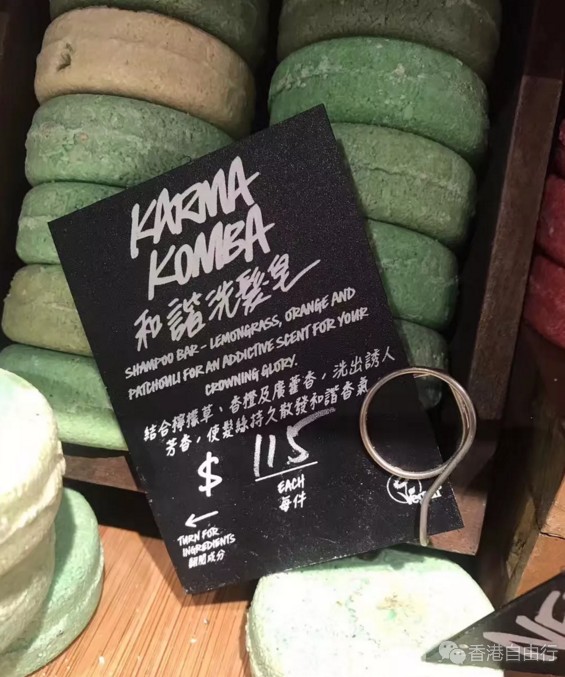 KARMA
KOMBA
和諧洗髮皂
SHAMPOO BAR - LEMONGRASS, ORANGE AND
PATCHOULI FOR AN ADDICTIVE SCENT FOR YOUR
CROWNING GLORY.
結合檸檬草、香橙及廣藿香，洗出誘人
芳香，使髮絲持久散發和諧香氣
$ 115
EACH
每件
←
TURN FOR
INGREDIENTS
翻閱成分
香港自由行